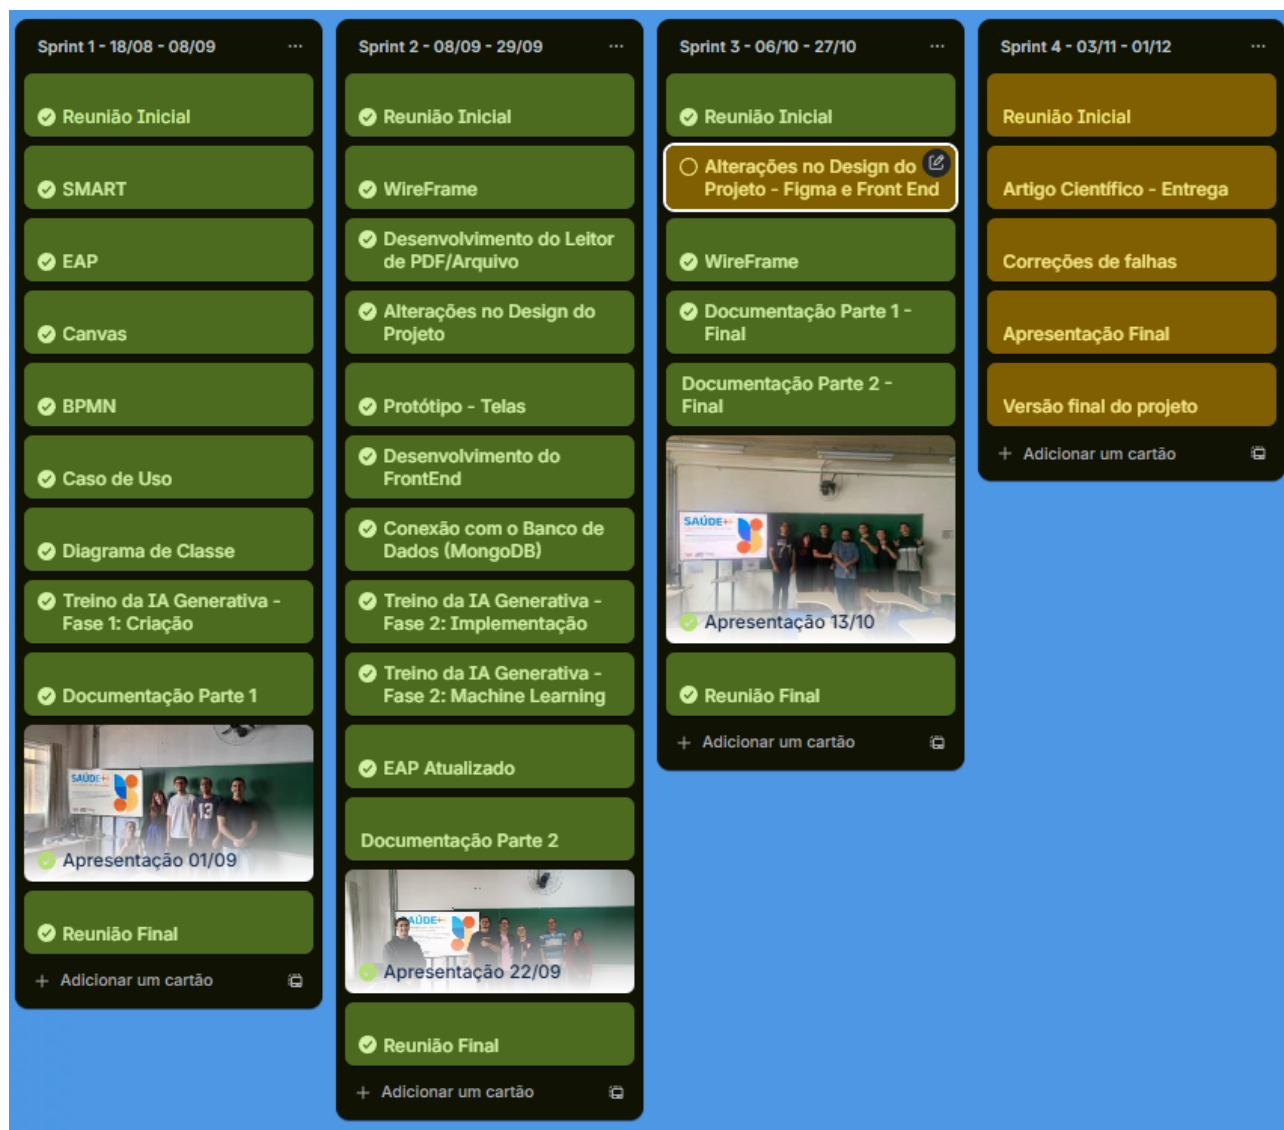 Sprint 1 - 18/08 - 08/09
Reunião Inicial
SMART
EAP
Canvas
BPMN
Caso de Uso
Diagrama de Classe
Treino da IA Generativa -
Fase 1: Criação
Documentação Parte 1
SAÚDE+
Apresentação 01/09
Reunião Final
+ Adicionar um cartão
Sprint 2 - 08/09 - 29/09
Reunião Inicial
WireFrame
Desenvolvimento do Leitor
de PDF/Arquivo
Alterações no Design do
Projeto
Protótipo - Telas
Desenvolvimento do
FrontEnd
Conexão com o Banco de
Dados (MongoDB)
Treino da IA Generativa -
Fase 2: Implementação
Treino da IA Generativa -
Fase 2: Machine Learning
EAP Atualizado
Documentação Parte 2
SAÚDE+
Apresentação 22/09
Reunião Final
+ Adicionar um cartão
Sprint 3 - 06/10 - 27/10
Reunião Inicial
Alterações no Design do
Projeto - Figma e Front End
WireFrame
Documentação Parte 1 -
Final
Documentação Parte 2 -
Final
SAÚDE+
Apresentação 13/10
Reunião Final
+ Adicionar um cartão
Sprint 4 - 03/11 - 01/12
Reunião Inicial
Artigo Científico - Entrega
Correções de falhas
Apresentação Final
Versão final do projeto
+ Adicionar um cartão